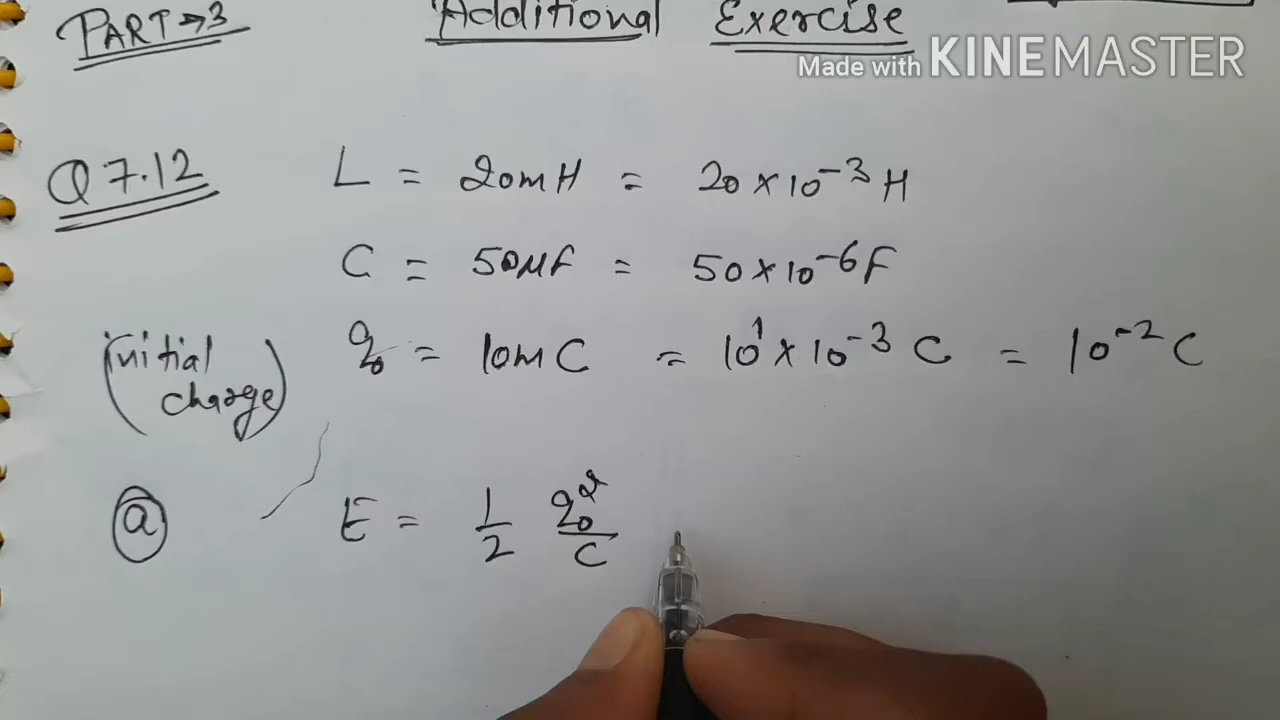 PART→3 Additional Exercise
Made with KINEMASTER
Q 7.12 L = 20mH = 20 × 10⁻³ H
C = 50μF = 50 × 10⁻⁶ F
(initial charge) q₀ = 10mC = 10¹ × 10⁻³ C = 10⁻² C
(a) E = 1/2 q₀²/C